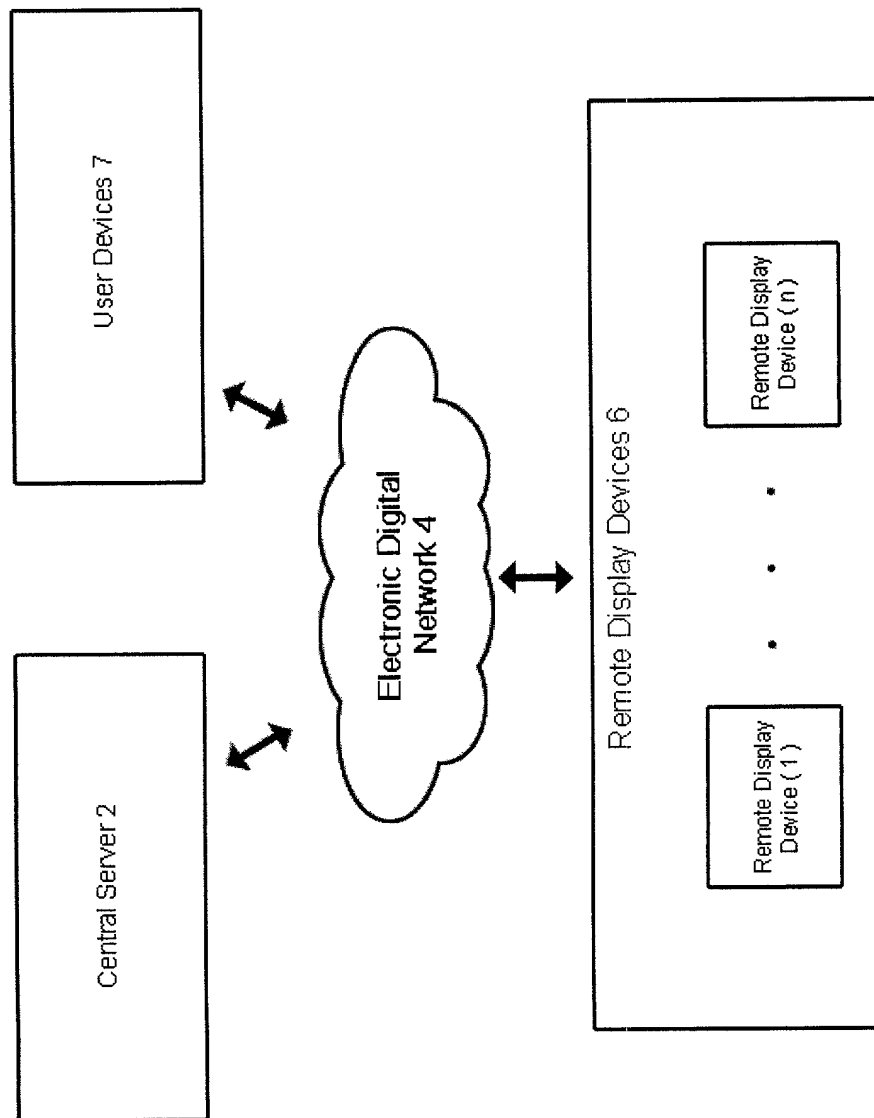 Central Server 2
User Devices 7
Electronic Digital
Network 4
Remote Display Devices 6
Remote Display
Device ( 1 )
Remote Display
Device ( n )